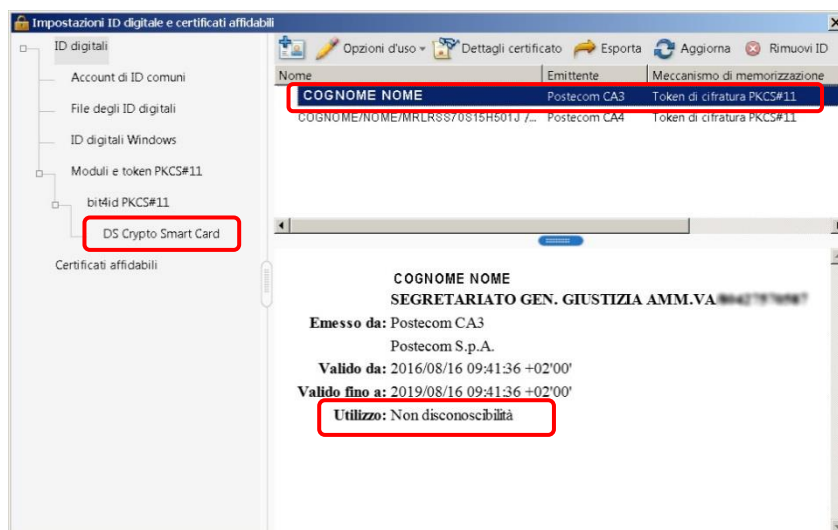 Impostazioni ID digitale e certificati affidabili
ID digitali
Account di ID comuni
File degli ID digitali
ID digitali Windows
Moduli e token PKCS#11
bit4id PKCS#11
DS Crypto Smart Card
Certificati affidabili
Opzioni d'uso Dettagli certificato Esporta Aggiorna Rimuovi ID
Nome Emittente Meccanismo di memorizzazione
COGNOME NOME Postecom CA3 Token di cifratura PKCS#11
COGNOME/NOME/MRLRSS70S15H501J /... Postecom CA4 Token di cifratura PKCS#11
COGNOME NOME
SEGRETARIATO GEN. GIUSTIZIA AMM.VA
Emesso da: Postecom CA3
Postecom S.p.A.
Valido da: 2016/08/16 09:41:36 +02'00'
Valido fino a: 2019/08/16 09:41:36 +02'00'
Utilizzo: Non disconoscibilità